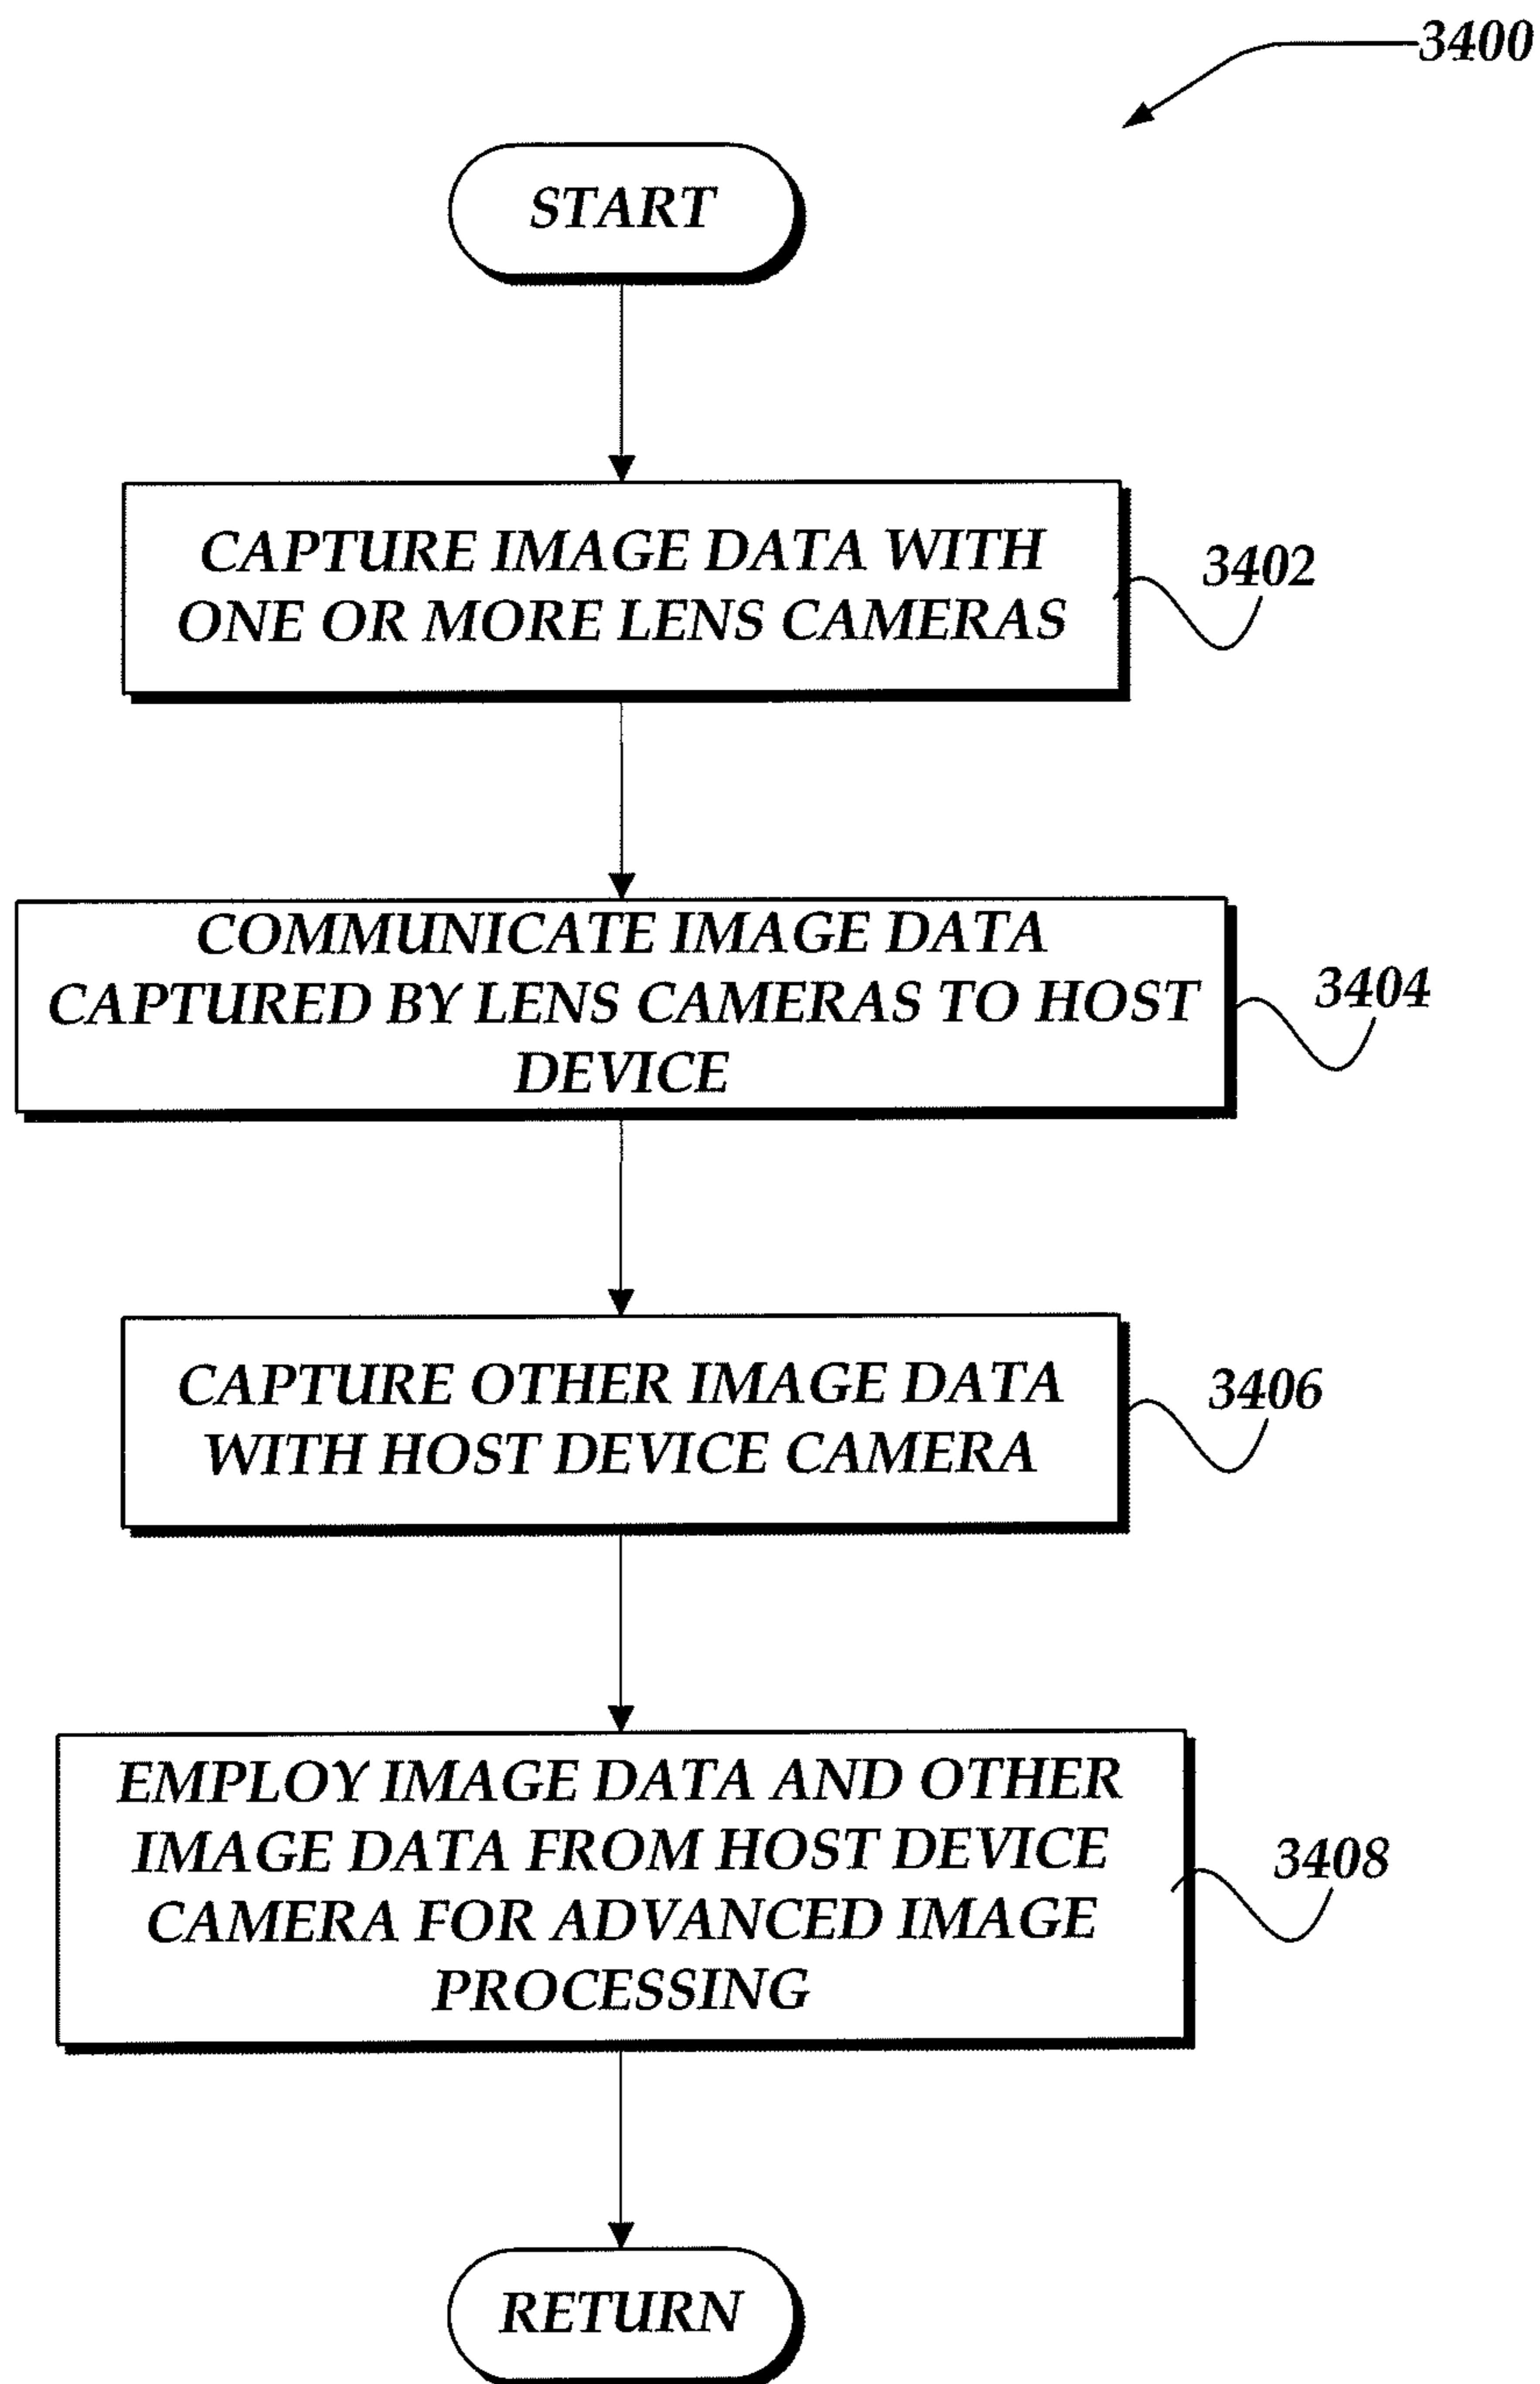 3400
START
CAPTURE IMAGE DATA WITH
ONE OR MORE LENS CAMERAS
3402
COMMUNICATE IMAGE DATA
CAPTURED BY LENS CAMERAS TO HOST
DEVICE
3404
CAPTURE OTHER IMAGE DATA
WITH HOST DEVICE CAMERA
3406
EMPLOY IMAGE DATA AND OTHER
IMAGE DATA FROM HOST DEVICE
CAMERA FOR ADVANCED IMAGE
PROCESSING
3408
RETURN